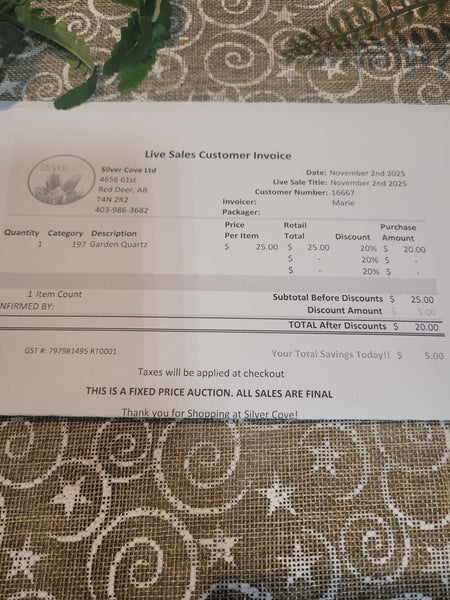 Live Sales Customer Invoice
SILVER
Silver Cove Ltd
4656 61st
Red Deer, AB
T4N 2R2
403-986-3682
Date: November 2nd 2025
Live Sale Title: November 2nd 2025
Customer Number: 16667
Invoicer: Marie
Packager:
Quantity Category Description Price Per Item Retail Total Discount Purchase Amount
1 197 Garden Quartz $ 25.00 $ 25.00 20% $ 20.00
$ - 20% $ -
$ - 20% $ -
1 Item Count
Subtotal Before Discounts $ 25.00
NFIRMED BY:
Discount Amount $ 5.00
TOTAL After Discounts $ 20.00
GST #: 797981495 RT0001
Your Total Savings Today!! $ 5.00
Taxes will be applied at checkout
THIS IS A FIXED PRICE AUCTION. ALL SALES ARE FINAL
Thank you for Shopping at Silver Cove!